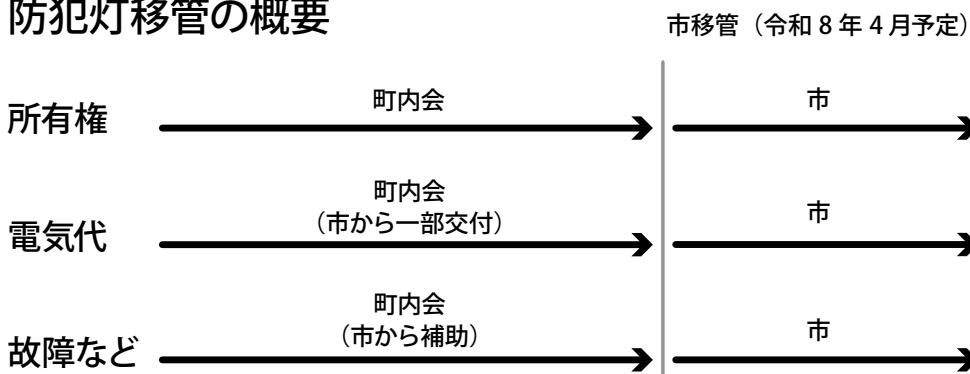 防犯灯移管の概要
市移管（令和 8 年 4 月予定）
所有権
町内会
市
電気代
町内会
（市から一部交付）
市
故障など
町内会
（市から補助）
市